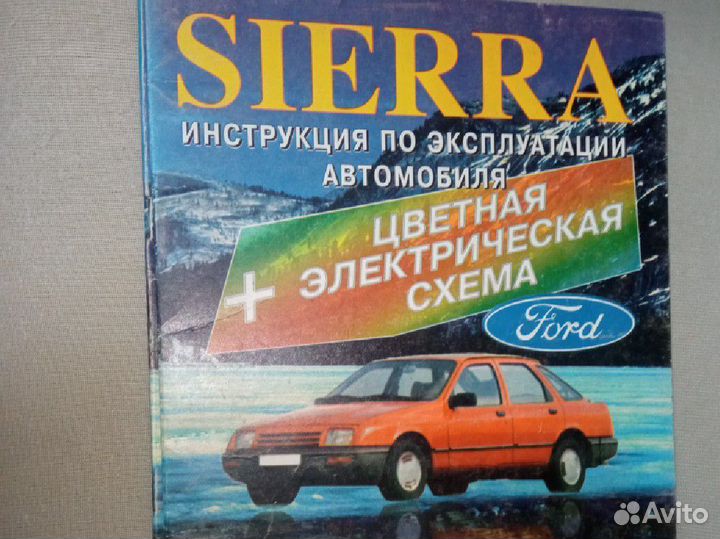 SIERRA
ИНСТРУКЦИЯ ПО ЭКСПЛУАТАЦИИ
АВТОМОБИЛЯ
+ ЦВЕТНАЯ
ЭЛЕКТРИЧЕСКАЯ
СХЕМА
Ford
Avito